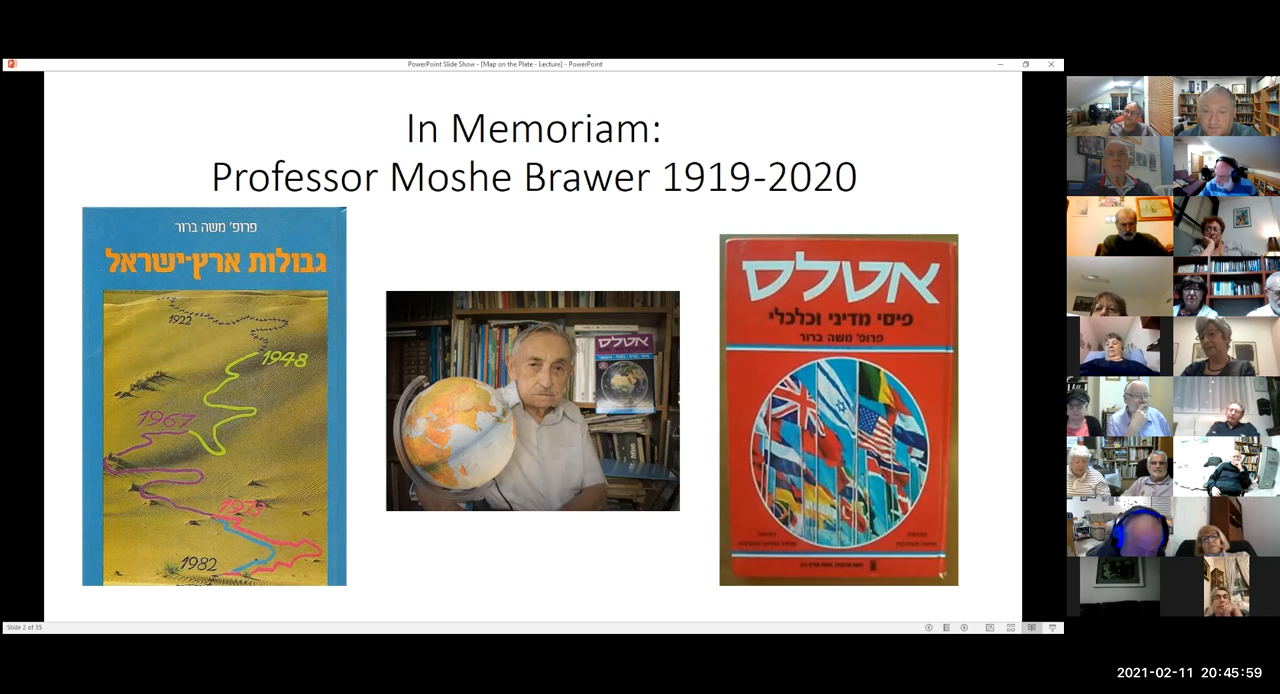 PowerPoint Slide Show - [Map on the Plate - Lecture] - PowerPoint
In Memoriam:
Professor Moshe Brawer 1919-2020
פרופ׳ משה ברור
גבולות ארץ־ישראל
1922
1948
1967
1982
אטלס
אטלס
פיסי מדיני וכלכלי
פרופ׳ משה ברור
Slide 2 of 35
2021-02-11 20:45:59